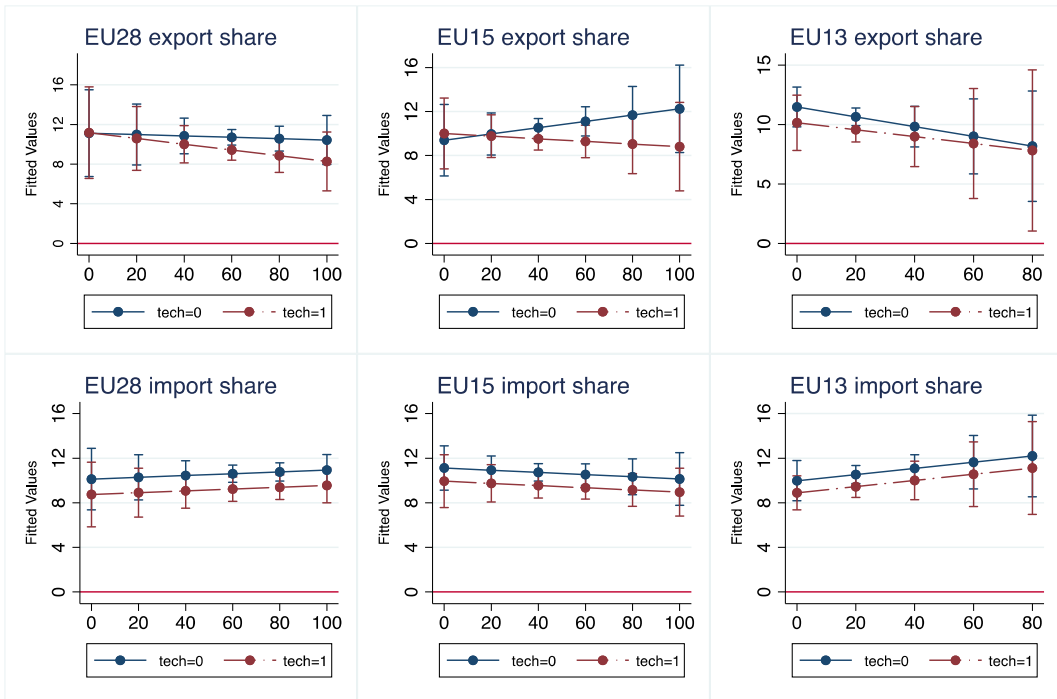 EU28 export share
Fitted Values
16
12
8
4
0
0 20 40 60 80 100
tech=0 tech=1
EU15 export share
Fitted Values
16
12
8
4
0
0 20 40 60 80 100
tech=0 tech=1
EU13 export share
Fitted Values
15
10
5
0
0 20 40 60 80
tech=0 tech=1
EU28 import share
Fitted Values
16
12
8
4
0
0 20 40 60 80 100
tech=0 tech=1
EU15 import share
Fitted Values
16
12
8
4
0
0 20 40 60 80 100
tech=0 tech=1
EU13 import share
Fitted Values
16
12
8
4
0
0 20 40 60 80
tech=0 tech=1